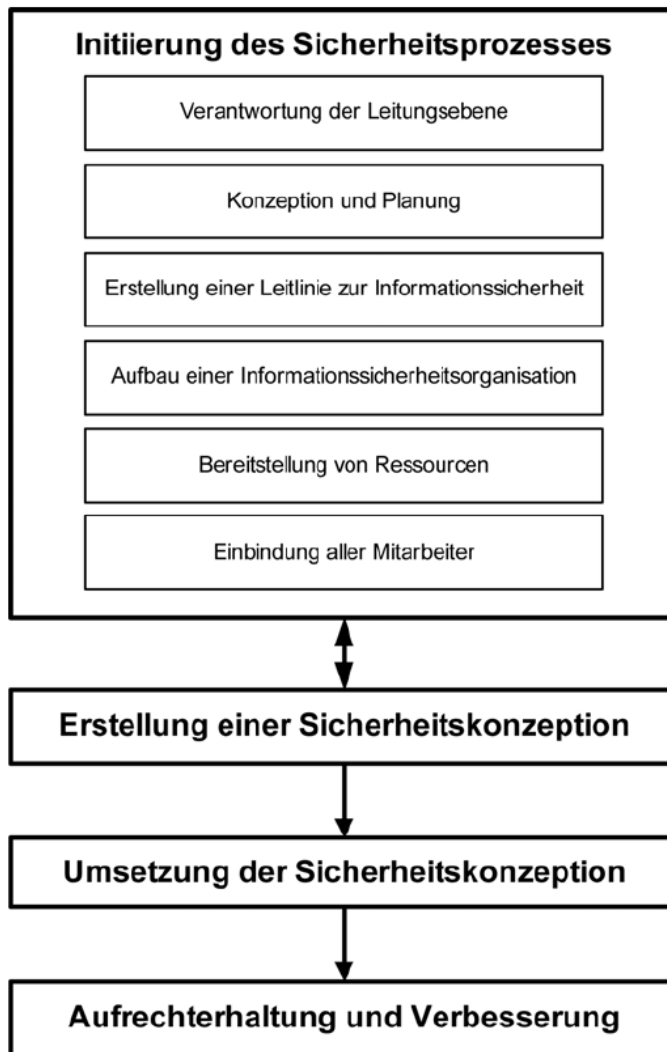 Initiierung des Sicherheitsprozesses
Verantwortung der Leitungsebene
Konzeption und Planung
Erstellung einer Leitlinie zur Informationssicherheit
Aufbau einer Informationssicherheitsorganisation
Bereitstellung von Ressourcen
Einbindung aller Mitarbeiter
Erstellung einer Sicherheitskonzeption
Umsetzung der Sicherheitskonzeption
Aufrechterhaltung und Verbesserung